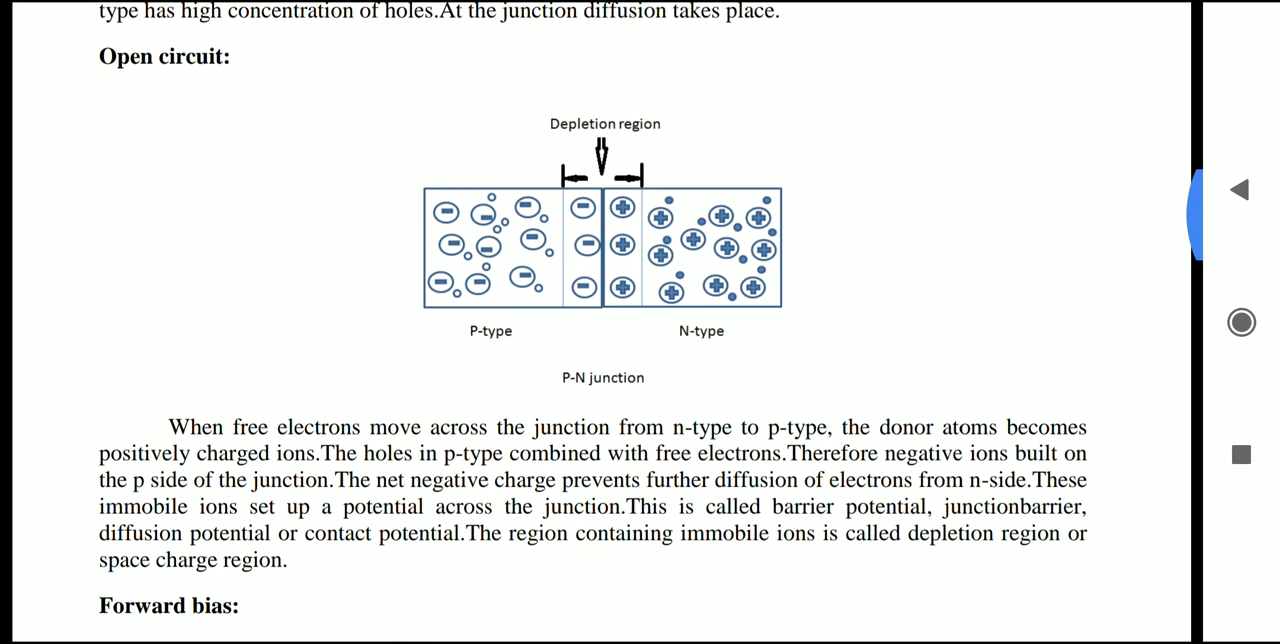 type has high concentration of holes.At the junction diffusion takes place.
Open circuit:
Depletion region
P-type
N-type
P-N junction
When free electrons move across the junction from n-type to p-type, the donor atoms becomes
positively charged ions.The holes in p-type combined with free electrons.Therefore negative ions built on
the p side of the junction.The net negative charge prevents further diffusion of electrons from n-side.These
immobile ions set up a potential across the junction.This is called barrier potential, junctionbarrier,
diffusion potential or contact potential.The region containing immobile ions is called depletion region or
space charge region.
Forward bias: